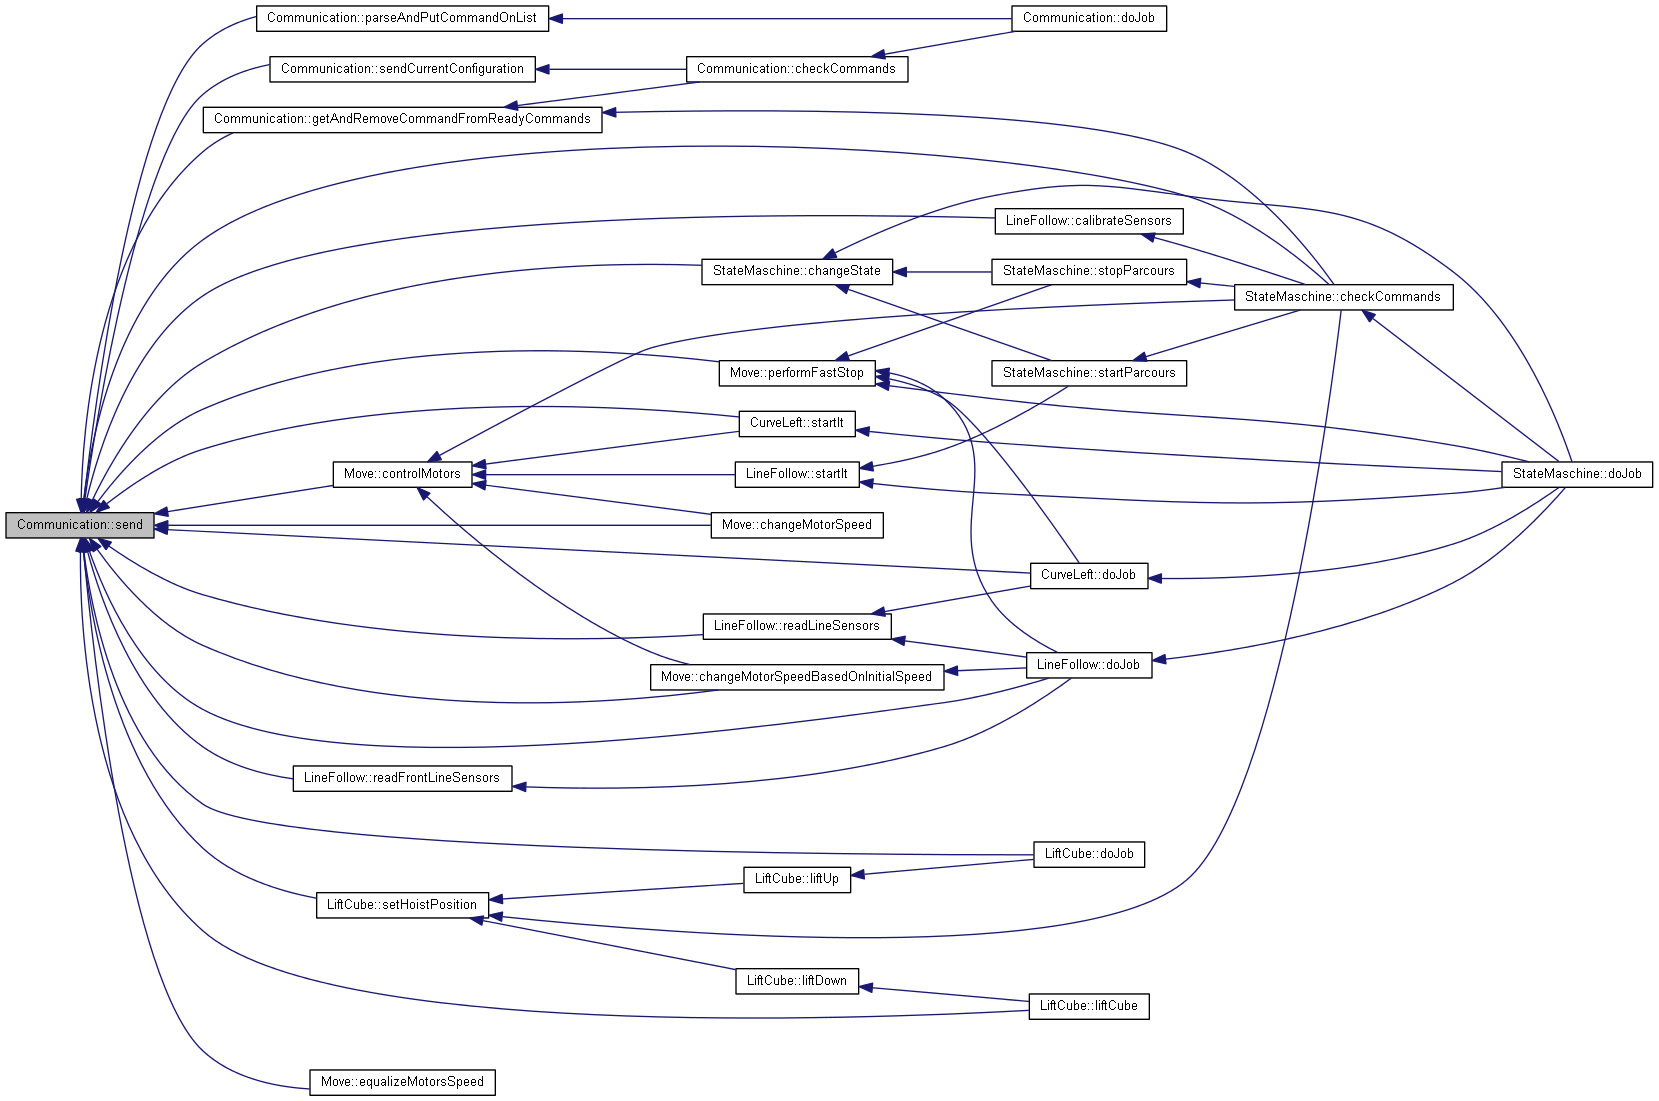 Communication::parseAndPutCommandOnList
Communication::doJob
Communication::sendCurrentConfiguration
Communication::checkCommands
Communication::getAndRemoveCommandFromReadyCommands
LineFollow::calibrateSensors
StateMaschine::changeState
StateMaschine::stopParcours
StateMaschine::checkCommands
Move::performFastStop
StateMaschine::startParcours
CurveLeft::startIt
Move::controlMotors
LineFollow::startIt
StateMaschine::doJob
Communication::send
Move::changeMotorSpeed
CurveLeft::doJob
LineFollow::readLineSensors
LineFollow::doJob
Move::changeMotorSpeedBasedOnInitialSpeed
LineFollow::readFrontLineSensors
LiftCube::doJob
LiftCube::liftUp
LiftCube::setHoistPosition
LiftCube::liftDown
LiftCube::liftCube
Move::equalizeMotorsSpeed